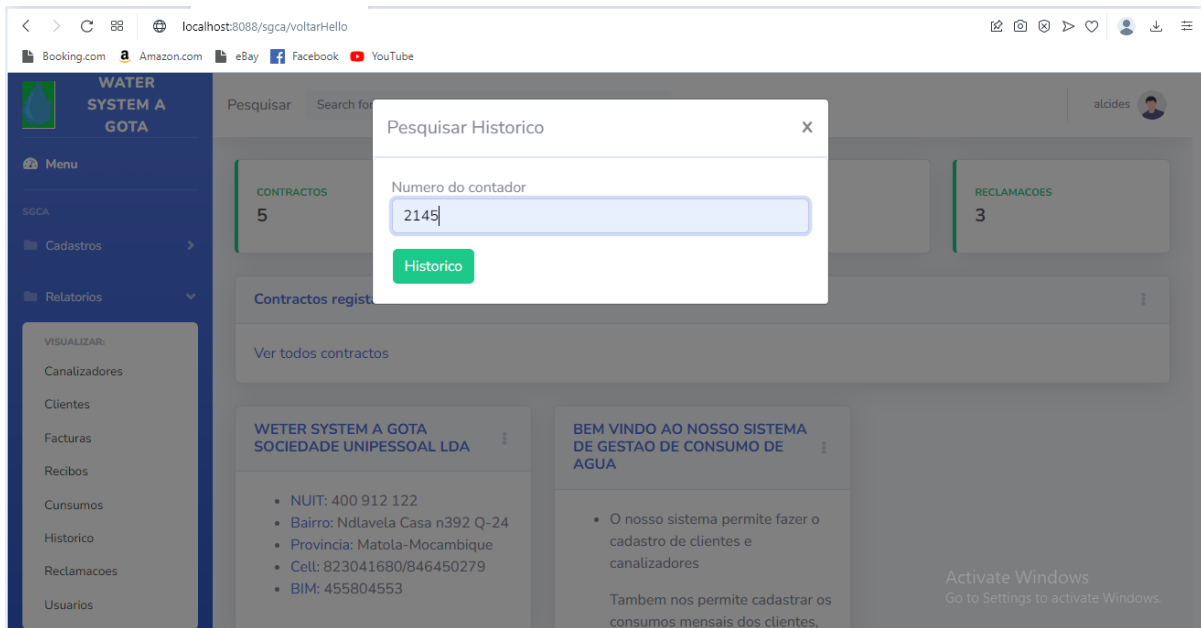 localhost:8088/sgca/voltarHello
Booking.com Amazon.com eBay Facebook YouTube
WATER
SYSTEM A
GOTA
Menu
SGCA
Cadastros
Relatorios
VISUALIZAR:
Canalizadores
Clientes
Facturas
Recibos
Cunsumos
Historico
Reclamacoes
Usuarios
Pesquisar Search for
alcides
Pesquisar Historico X
Numero do contador
2145
Historico
CONTRACTOS
5
RECLAMACOES
3
Contractos regist
Ver todos contractos
WETER SYSTEM A GOTA
SOCIEDADE UNIPESSOAL LDA
• NUIT: 400 912 122
• Bairro: Ndlavela Casa n392 Q-24
• Provincia: Matola-Mocambique
• Cell: 823041680/846450279
• BIM: 455804553
BEM VINDO AO NOSSO SISTEMA
DE GESTAO DE CONSUMO DE
AGUA
• O nosso sistema permite fazer o
cadastro de clientes e
canalizadores
Tambem nos permite cadastrar os
consumos mensais dos clientes,
Activate Windows
Go to Settings to activate Windows.